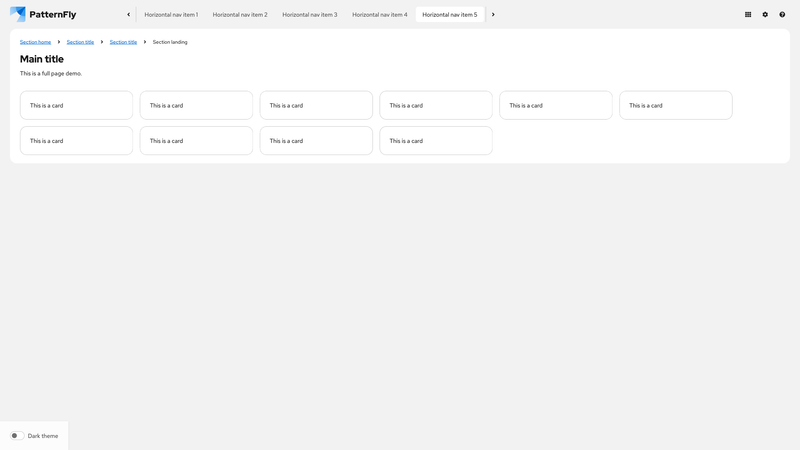 PatternFly
Horizontal nav item 1 Horizontal nav item 2 Horizontal nav item 3 Horizontal nav item 4 Horizontal nav item 5
Section home Section title Section title Section landing
Main title
This is a full page demo.
This is a card This is a card This is a card This is a card This is a card This is a card
This is a card This is a card This is a card This is a card
Dark theme